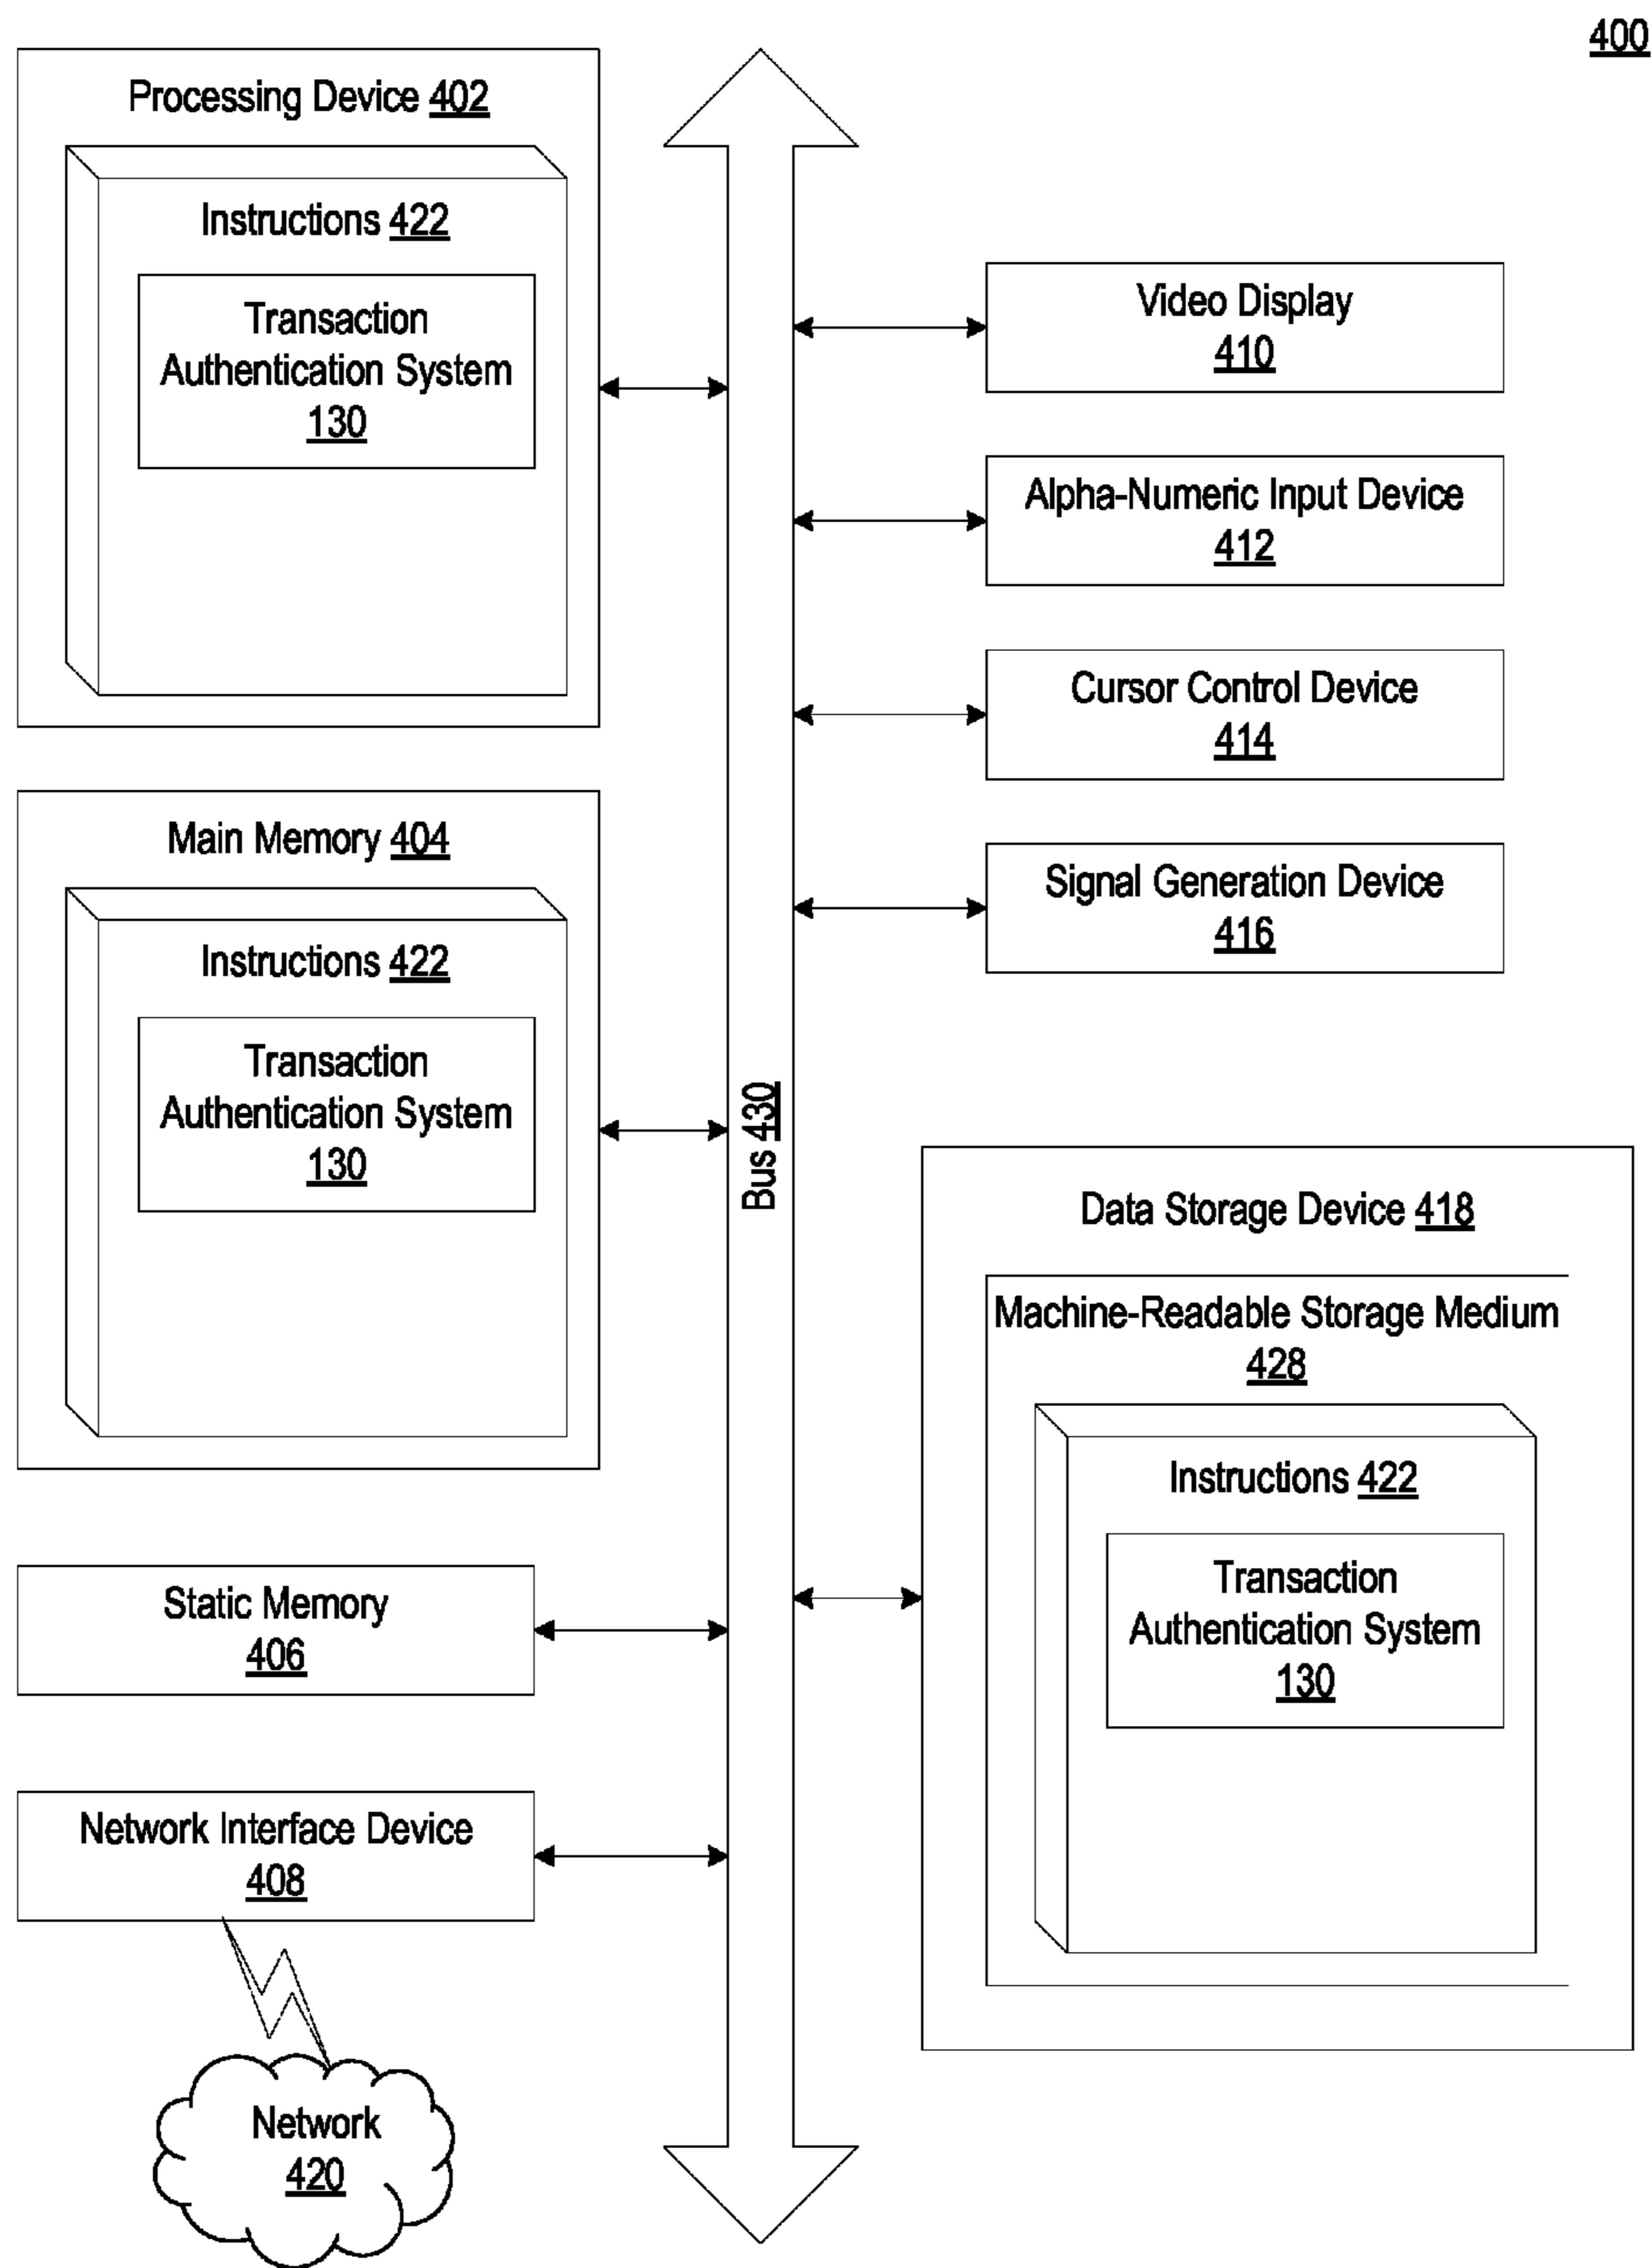 400
Processing Device 402
Instructions 422
Transaction
Authentication System
130
Main Memory 404
Instructions 422
Transaction
Authentication System
130
Static Memory
406
Network Interface Device
408
Network
420
Bus 430
Video Display
410
Alpha-Numeric Input Device
412
Cursor Control Device
414
Signal Generation Device
416
Data Storage Device 418
Machine-Readable Storage Medium
428
Instructions 422
Transaction
Authentication System
130